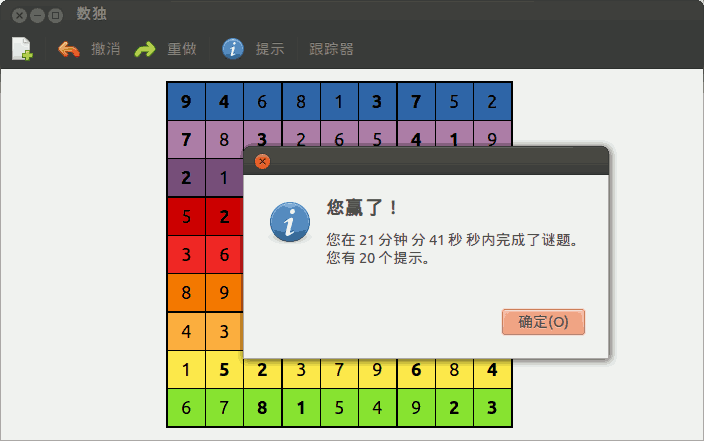 数独
撤消 重做 提示 跟踪器
9 4 6 8 1 3 7 5 2
7 8 3 2 6 5 4 1 9
2 1
5 2
3 6
8 9
4 3
1 5 2 3 7 9 6 8 4
6 7 8 1 5 4 9 2 3
您赢了！
您在 21 分钟 分 41 秒 秒内完成了谜题。
您有 20 个提示。
确定(O)